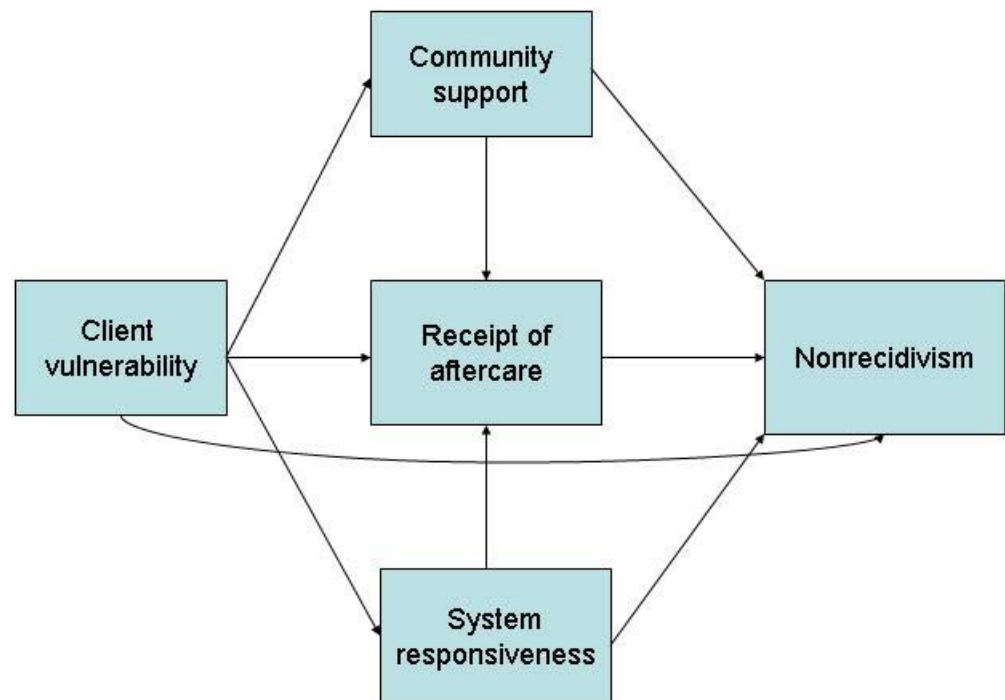 Community
support
Client
vulnerability
Receipt of
aftercare
Nonrecidivism
System
responsiveness